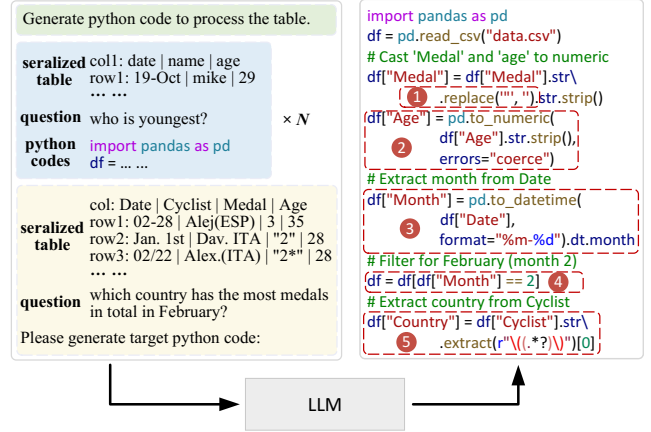 Generate python code to process the table.
seralized table
col1: date | name | age
row1: 19-Oct | mike | 29
... ...
question
who is youngest?
× N
python codes
import pandas as pd
df = ... ...
seralized table
col: Date | Cyclist | Medal | Age
row1: 02-28 | Alej(ESP) | 3 | 35
row2: Jan. 1st | Dav. ITA | "2" | 28
row3: 02/22 | Alex.(ITA) | "2*" | 28
... ...
question
which country has the most medals
in total in February?
Please generate target python code:
import pandas as pd
df = pd.read_csv("data.csv")
# Cast 'Medal' and 'age' to numeric
df["Medal"] = df["Medal"].str\
1 .replace('"', '').str.strip()
df["Age"] = pd.to_numeric(
2 df["Age"].str.strip(),
errors="coerce")
# Extract month from Date
df["Month"] = pd.to_datetime(
3 df["Date"],
format="%m-%d").dt.month
# Filter for February (month 2)
df = df[df["Month"] == 2] 4
# Extract country from Cyclist
df["Country"] = df["Cyclist"].str\
5 .extract(r"\((.*?)\)")[0]
LLM